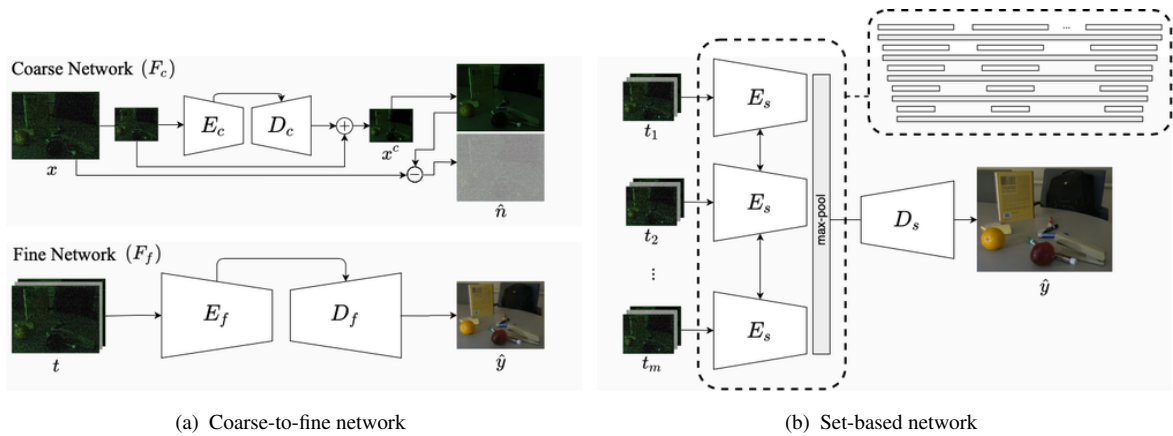 Coarse Network (F_c)
x
E_c
D_c
+
x^c
−
n̂
Fine Network (F_f)
t
E_f
D_f
ŷ
(a) Coarse-to-fine network
t_1
E_s
t_2
E_s
⋮
t_m
E_s
max-pool
...
D_s
ŷ
(b) Set-based network